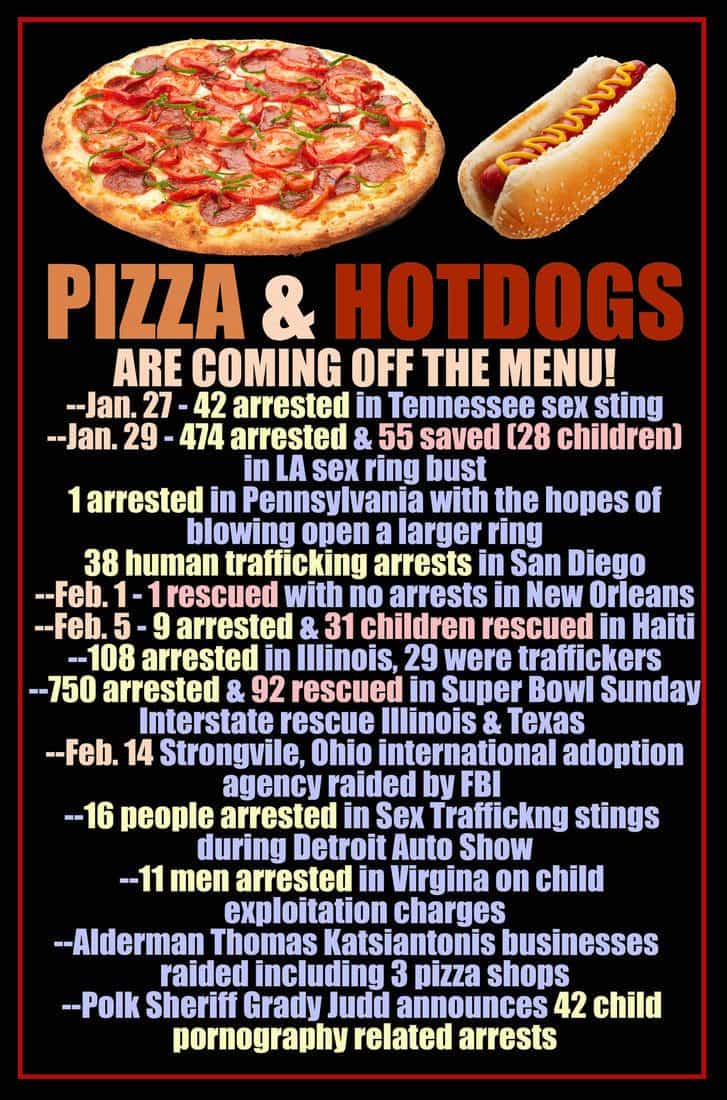 PIZZA & HOTDOGS
ARE COMING OFF THE MENU!
--Jan. 27 - 42 arrested in Tennessee sex sting
--Jan. 29 - 474 arrested & 55 saved (28 children)
in LA sex ring bust
1 arrested in Pennsylvania with the hopes of
blowing open a larger ring
38 human trafficking arrests in San Diego
--Feb. 1 - 1 rescued with no arrests in New Orleans
--Feb. 5 - 9 arrested & 31 children rescued in Haiti
--108 arrested in Illinois, 29 were traffickers
--750 arrested & 92 rescued in Super Bowl Sunday
Interstate rescue Illinois & Texas
--Feb. 14 Strongvile, Ohio international adoption
agency raided by FBI
--16 people arrested in Sex Traffickng stings
during Detroit Auto Show
--11 men arrested in Virgina on child
exploitation charges
--Alderman Thomas Katsiantonis businesses
raided including 3 pizza shops
--Polk Sheriff Grady Judd announces 42 child
pornography related arrests